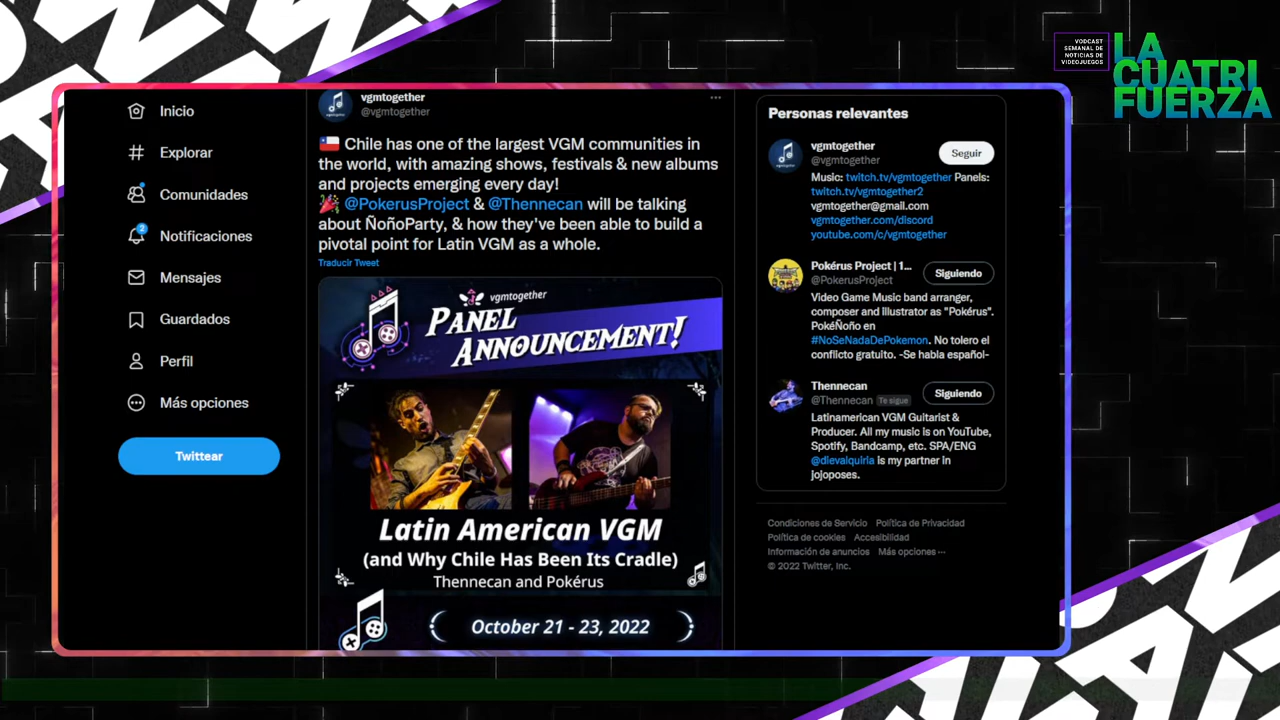 VODCAST
SEMANAL DE
NOTICIAS DE
VIDEOJUEGOS
LA
CUATRI
FUERZA
Inicio
Explorar
Comunidades
2
Notificaciones
Mensajes
Guardados
Perfil
Más opciones
Twittear
vgmtogether
@vgmtogether
Chile has one of the largest VGM communities in
the world, with amazing shows, festivals & new albums
and projects emerging every day!
@PokerusProject & @Thennecan will be talking
about ÑoñoParty, & how they've been able to build a
pivotal point for Latin VGM as a whole.
Traducir Tweet
vgmtogether
PANEL
ANNOUNCEMENT!
Latin American VGM
(and Why Chile Has Been Its Cradle)
Thennecan and Pokérus
October 21 - 23, 2022
Personas relevantes
vgmtogether
@vgmtogether
Seguir
Music: twitch.tv/vgmtogether Panels:
twitch.tv/vgmtogether2
vgmtogether@gmail.com
vgmtogether.com/discord
youtube.com/c/vgmtogether
Pokérus Project | 1...
@PokerusProject
Siguiendo
Video Game Music band arranger,
composer and illustrator as "Pokérus".
PokéÑoño en
#NoSeNadaDePokemon. No tolero el
conflicto gratuito. -Se habla español-
Thennecan
@Thennecan Te sigue
Siguiendo
Latinamerican VGM Guitarist &
Producer. All my music is on YouTube,
Spotify, Bandcamp, etc. SPA/ENG
@dievalquiria is my partner in
jojoposes.
Condiciones de Servicio Política de Privacidad
Política de cookies Accesibilidad
Información de anuncios Más opciones ···
© 2022 Twitter, Inc.